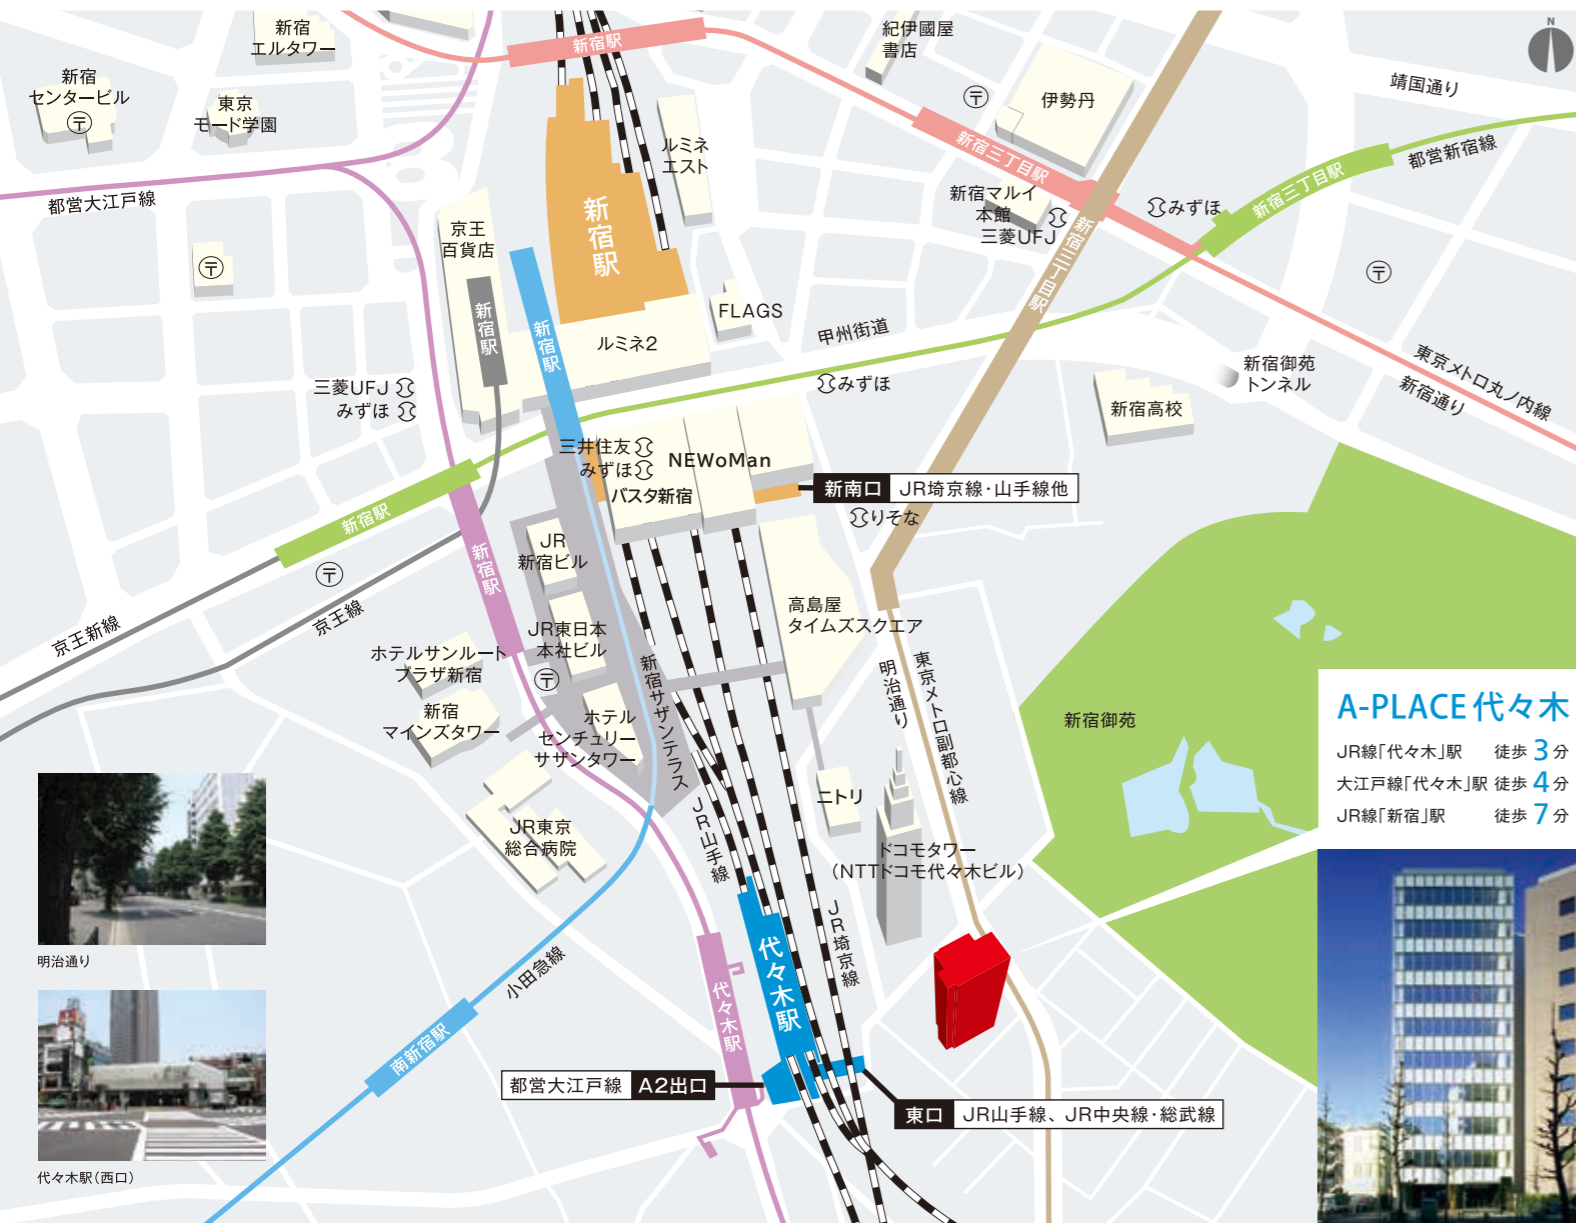 N
新宿
エルタワー
新宿駅
紀伊國屋
書店
新宿
センタービル
〒
東京
モード学園
ルミネ
エスト
〒
伊勢丹
靖国通り
新宿三丁目駅
都営新宿線
新宿三丁目駅
都営大江戸線
新宿マルイ
本館
三菱UFJ
みずほ
新宿三丁目駅
〒
京王
百貨店
新宿駅
〒
新宿駅
新宿駅
FLAGS
ルミネ2
甲州街道
新宿御苑
トンネル
東京メトロ丸ノ内線
新宿通り
三菱UFJ
みずほ
みずほ
新宿高校
三井住友
みずほ
NEWoMan
バスタ新宿
新南口 JR埼京線・山手線他
りそな
新宿駅
新宿駅
〒
JR
新宿ビル
京王新線
京王線
高島屋
タイムズスクエア
JR東日本
本社ビル
〒
ホテルサンルート
プラザ新宿
新宿サザンテラス
明治通り
東京メトロ副都心線
新宿
マインズタワー
ホテル
センチュリー
サザンタワー
新宿御苑
A-PLACE 代々木
JR線「代々木」駅 徒歩 3 分
大江戸線「代々木」駅 徒歩 4 分
JR線「新宿」駅 徒歩 7 分
ニトリ
JR山手線
JR東京
総合病院
ドコモタワー
(NTTドコモ代々木ビル)
JR埼京線
代々木駅
代々木駅
小田急線
南新宿駅
明治通り
都営大江戸線 A2出口
東口 JR山手線、JR中央線・総武線
代々木駅(西口)